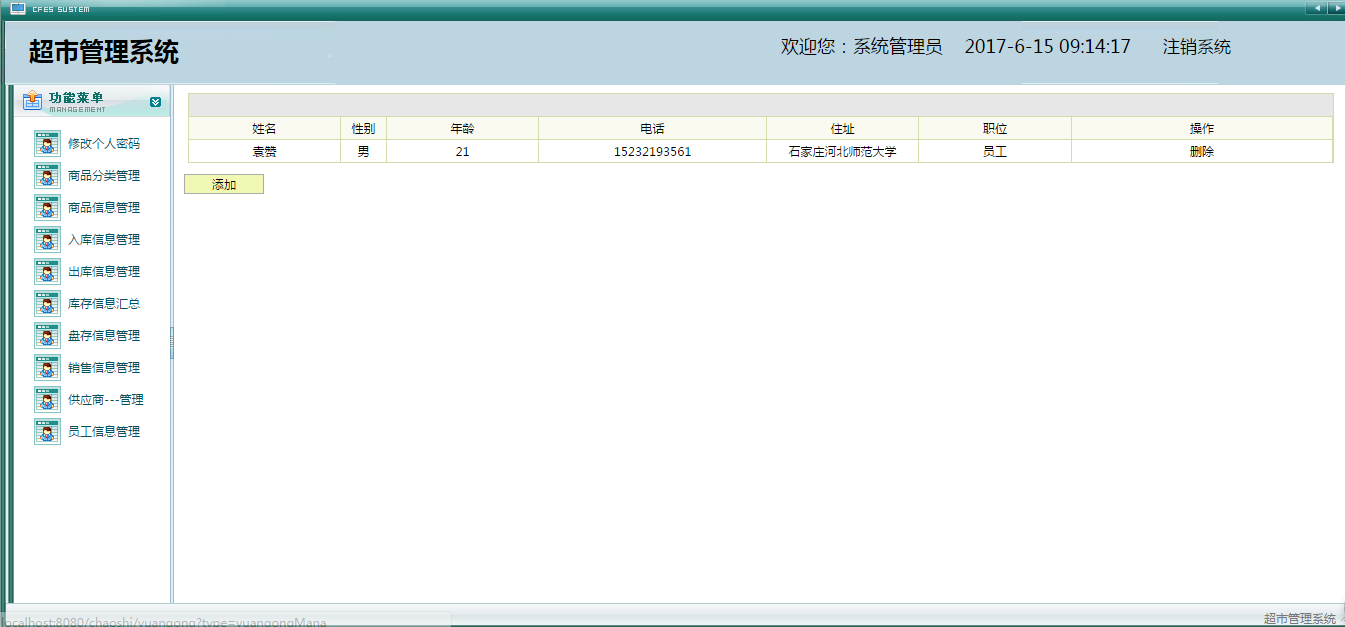 CFES SUSTEM
超市管理系统
欢迎您：系统管理员 2017-6-15 09:14:17 注销系统
功能菜单
MANAGEMENT
修改个人密码
商品分类管理
商品信息管理
入库信息管理
出库信息管理
库存信息汇总
盘存信息管理
销售信息管理
供应商---管理
员工信息管理
姓名 性别 年龄 电话 住址 职位 操作
袁赞 男 21 15232193561 石家庄河北师范大学 员工 删除
添加
localhost:8080/chaoshi/yuangong?type=yuangongMana
超市管理系统